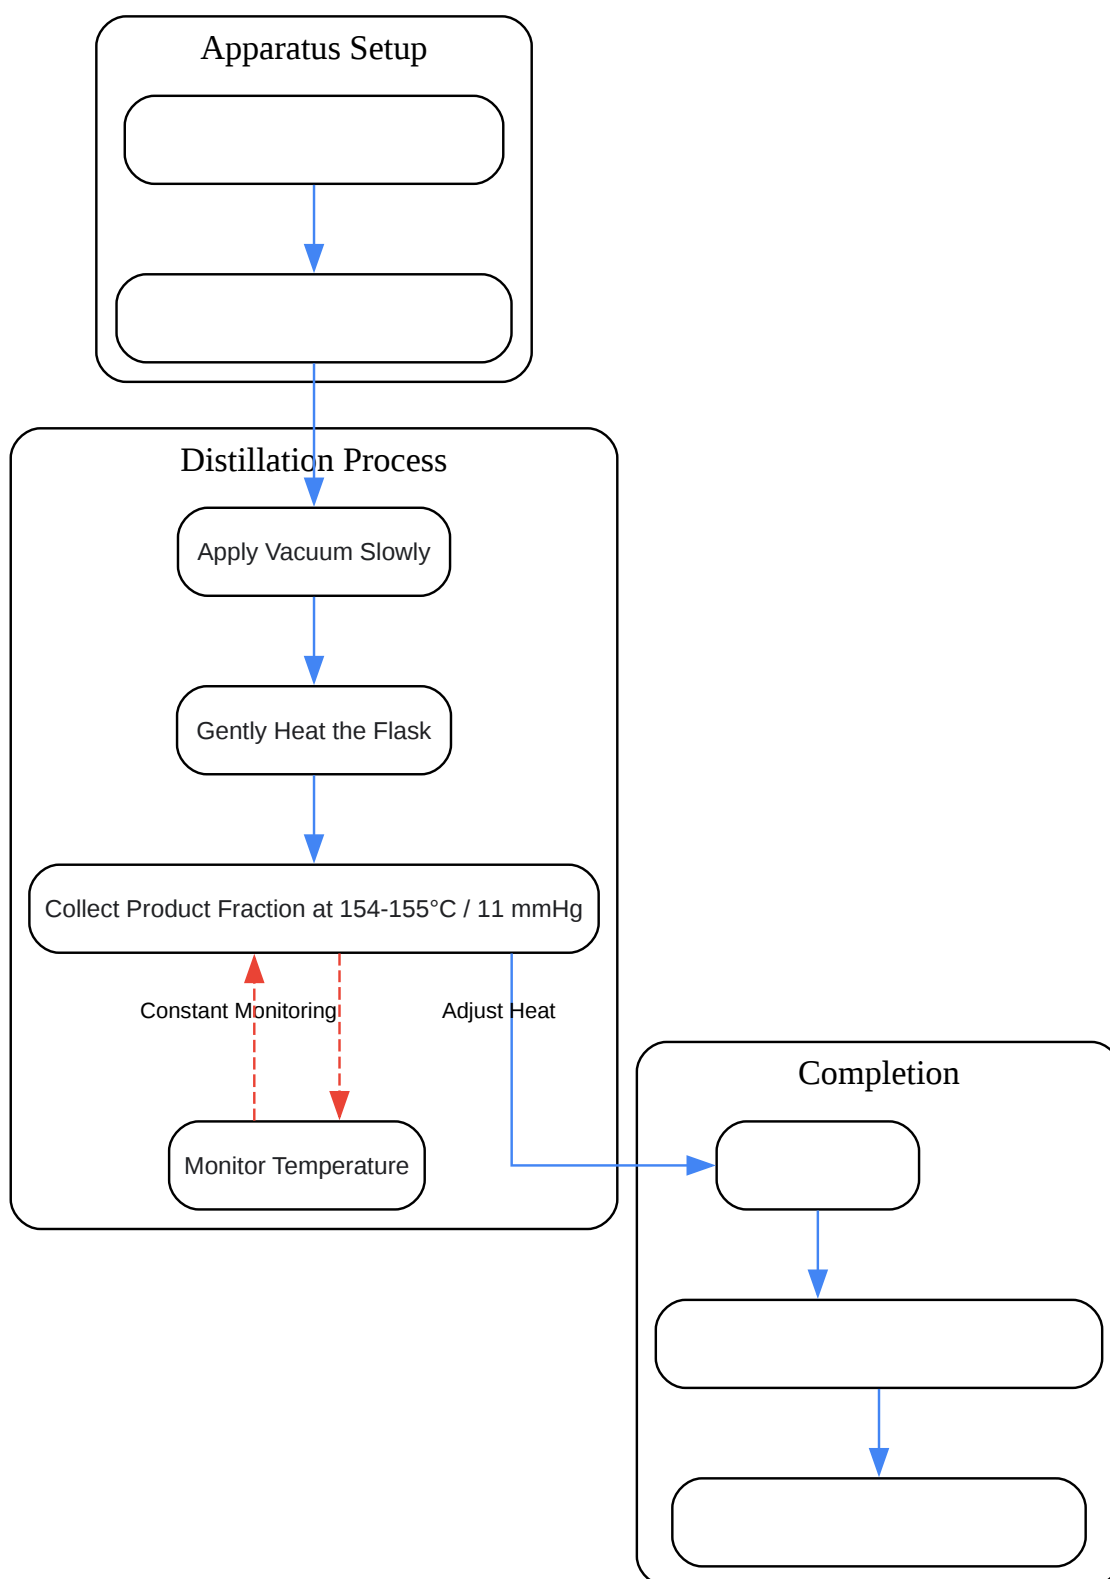 Apparatus Setup
Distillation Process
Apply Vacuum Slowly
Gently Heat the Flask
Collect Product Fraction at 154-155°C / 11 mmHg
Constant Monitoring
Adjust Heat
Monitor Temperature
Completion